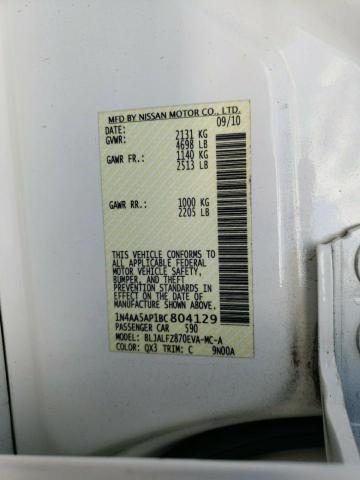 MFD BY NISSAN MOTOR CO., LTD.
DATE: 09/10
GVWR: 2131 KG
4698 LB
GAWR FR.: 1140 KG
2513 LB
GAWR RR.: 1000 KG
2205 LB
THIS VEHICLE CONFORMS TO
ALL APPLICABLE FEDERAL
MOTOR VEHICLE SAFETY,
BUMPER, AND THEFT
PREVENTION STANDARDS IN
EFFECT ON THE DATE OF
MANUFACTURE SHOWN ABOVE.
1N4AA5AP1BC804129
PASSENGER CAR 590
BLJALFZ870EVA-MC-A
COLOR: QX3 TRIM: C 9N00A